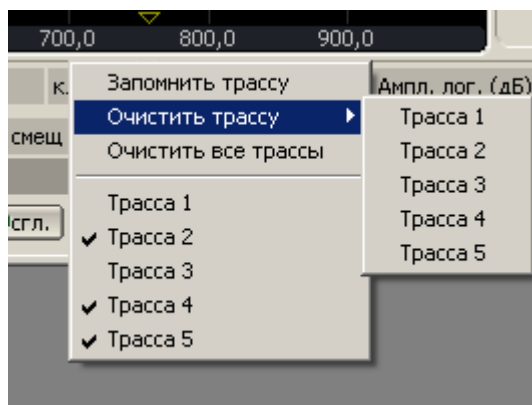 700,0 800,0 900,0
к.
Запомнить трассу
Ампл. лог. (дБ)
Очистить трассу
Трасса 1
смещ
Очистить все трассы
Трасса 2
Трасса 3
Трасса 1
Трасса 4
сгл.
Трасса 2
Трасса 5
Трасса 3
Трасса 4
Трасса 5